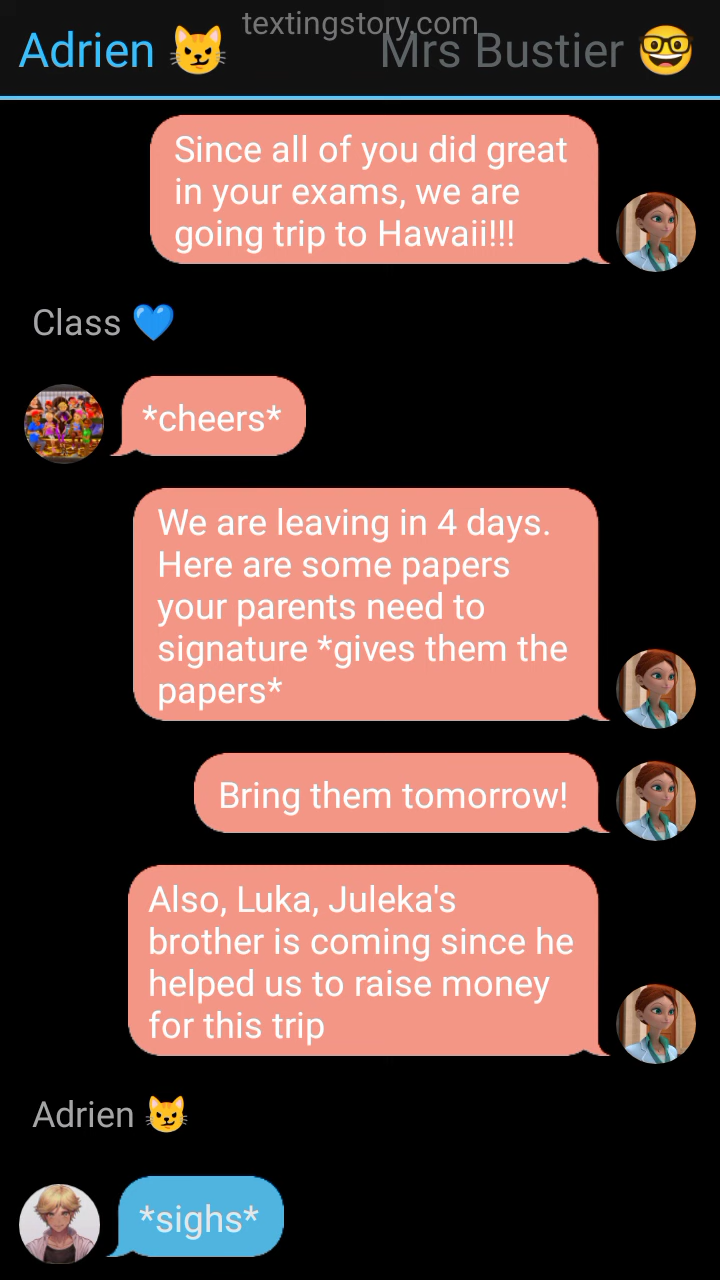 textingstory.com
Adrien 😼 Mrs Bustier 🤓
Since all of you did great
in your exams, we are
going trip to Hawaii!!!
Class 💙
*cheers*
We are leaving in 4 days.
Here are some papers
your parents need to
signature *gives them the
papers*
Bring them tomorrow!
Also, Luka, Juleka's
brother is coming since he
helped us to raise money
for this trip
Adrien 😼
*sighs*